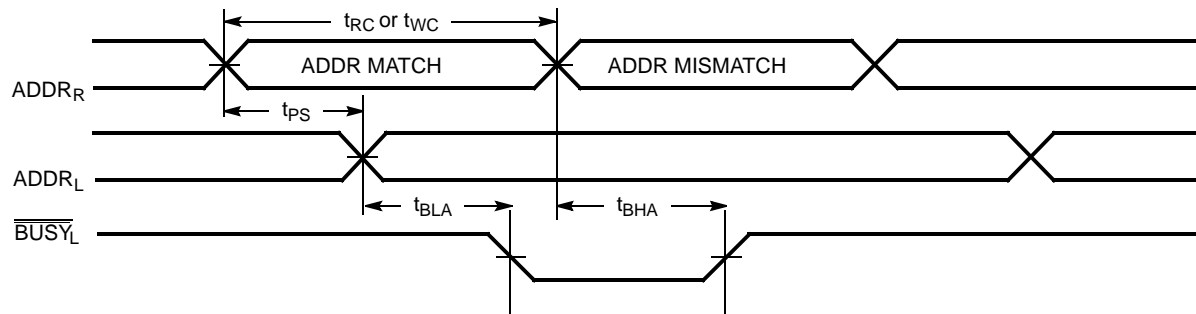 tRC or tWC
ADDR MATCH
ADDR MISMATCH
ADDRR
tPS
ADDRL
tBLA
tBHA
BUSYL